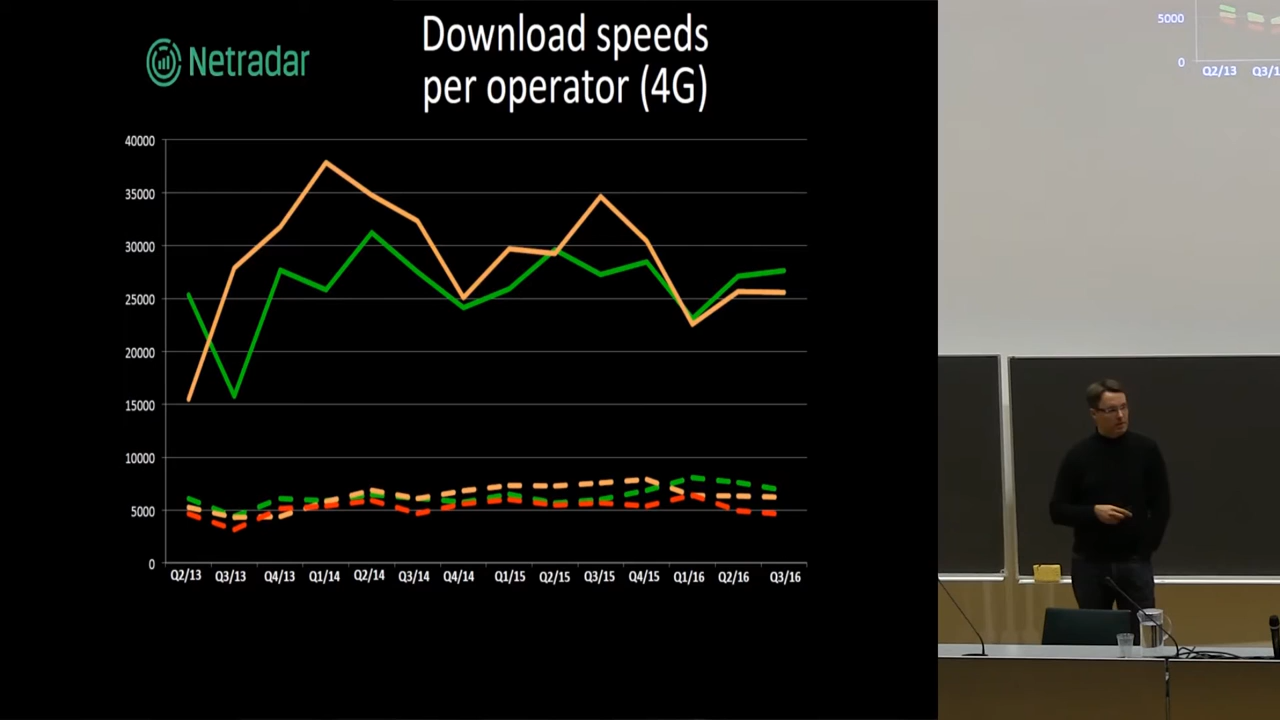 Netradar
Download speeds
per operator (4G)
40000
35000
30000
25000
20000
15000
10000
5000
0
Q2/13 Q3/13 Q4/13 Q1/14 Q2/14 Q3/14 Q4/14 Q1/15 Q2/15 Q3/15 Q4/15 Q1/16 Q2/16 Q3/16
5000
0
Q2/13 Q3/1